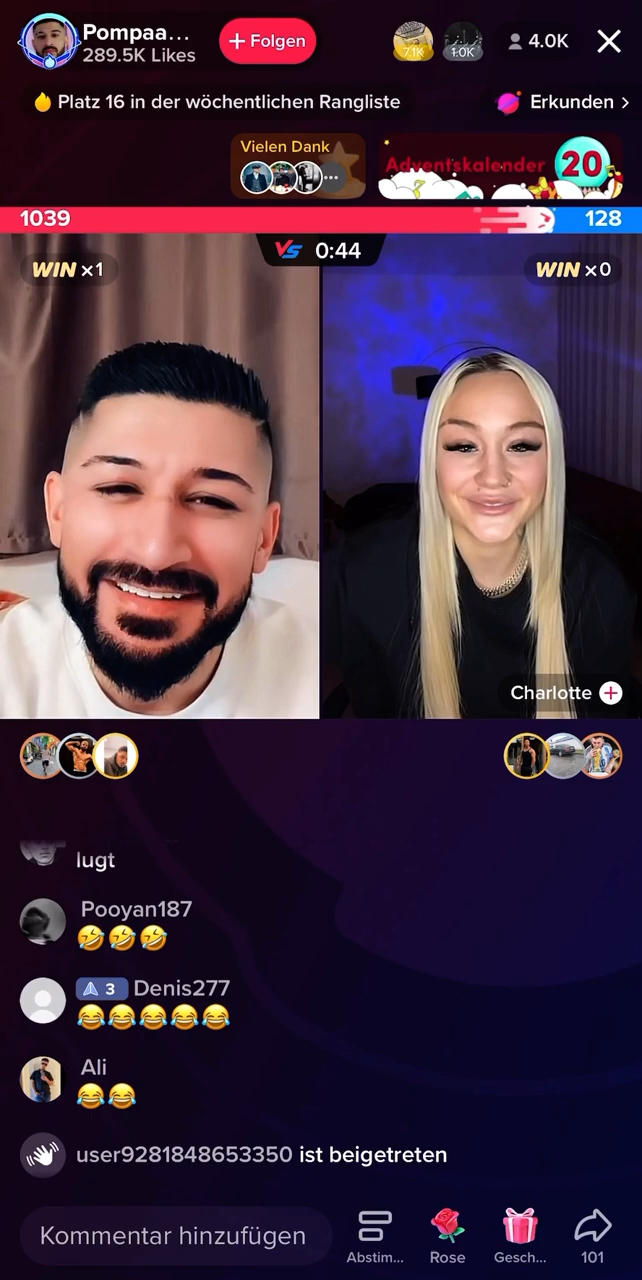 Pompaa...
289.5K Likes
+ Folgen
7.1K
1.0K
4.0K
Platz 16 in der wöchentlichen Rangliste
Erkunden >
Vielen Dank
...
Adventskalender
20
1039
128
VS 0:44
WIN x1
WIN x0
Charlotte +
lugt
Pooyan187
🤣🤣🤣
3 Denis277
😂😂😂😂😂
Ali
😂😂
user9281848653350 ist beigetreten
Kommentar hinzufügen
Abstim...
Rose
Gesch...
101